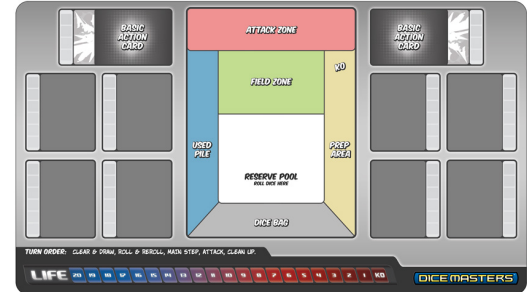 BASIC
ACTION
CARD
ATTACK ZONE
BASIC
ACTION
CARD
KO
FIELD ZONE
USED
PILE
PREP
AREA
RESERVE POOL
ROLL DICE HERE
DICE BAG
TURN ORDER: CLEAR & DRAW, ROLL & REROLL, MAIN STEP, ATTACK, CLEAN UP.
LIFE 20 19 18 17 16 15 14 13 12 11 10 9 8 7 6 5 4 3 2 1 KO
DICE MASTERS